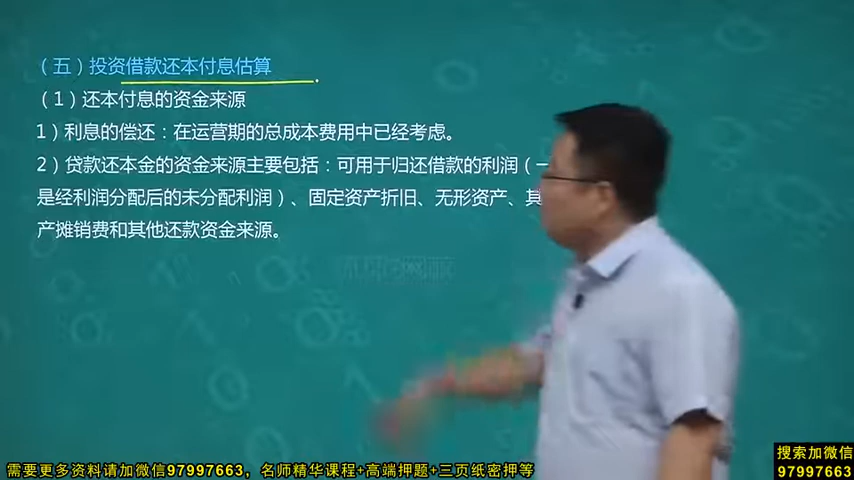 （五）投资借款还本付息估算
（1）还本付息的资金来源
1）利息的偿还：在运营期的总成本费用中已经考虑。
2）贷款还本金的资金来源主要包括：可用于归还借款的利润（一
是经利润分配后的未分配利润）、固定资产折旧、无形资产、其
产摊销费和其他还款资金来源。
需要更多资料请加微信97997663，名师精华课程+高端押题+三页纸密押等
搜索加微信
97997663